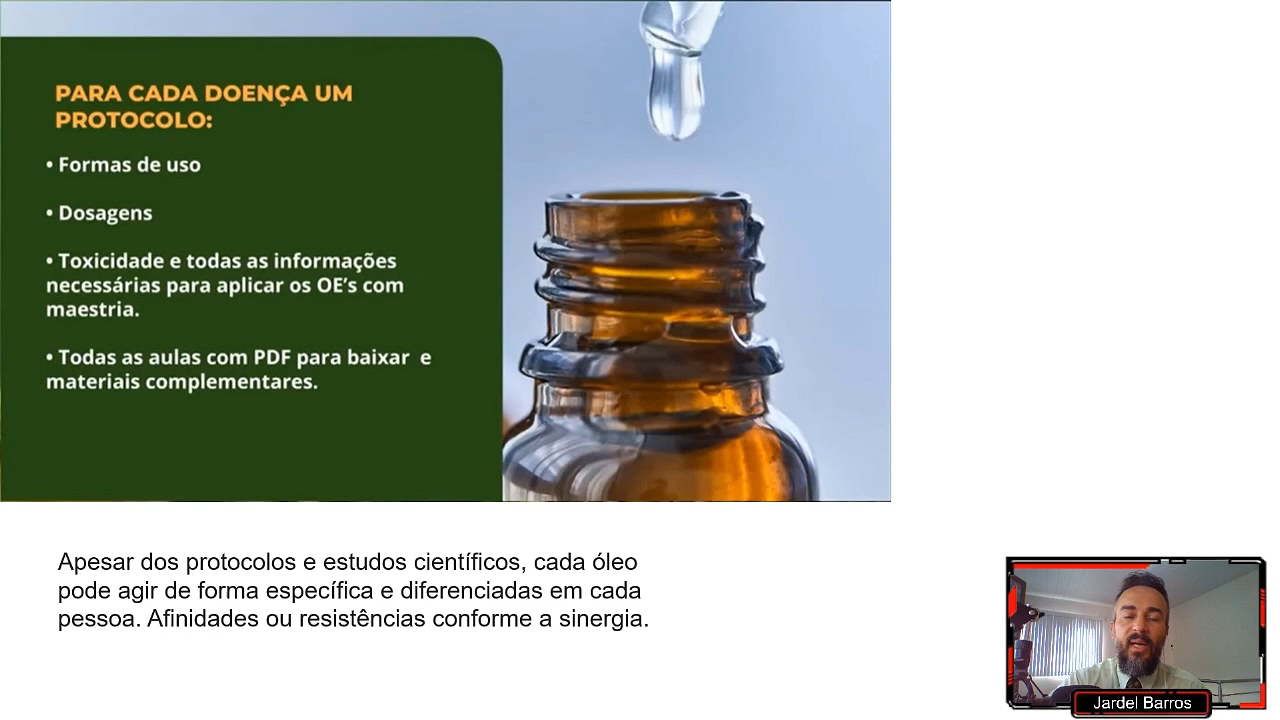 PARA CADA DOENÇA UM
PROTOCOLO:
• Formas de uso
• Dosagens
• Toxicidade e todas as informações
necessárias para aplicar os OE’s com
maestria.
• Todas as aulas com PDF para baixar e
materiais complementares.
Apesar dos protocolos e estudos científicos, cada óleo
pode agir de forma específica e diferenciadas em cada
pessoa. Afinidades ou resistências conforme a sinergia.
Jardel Barros